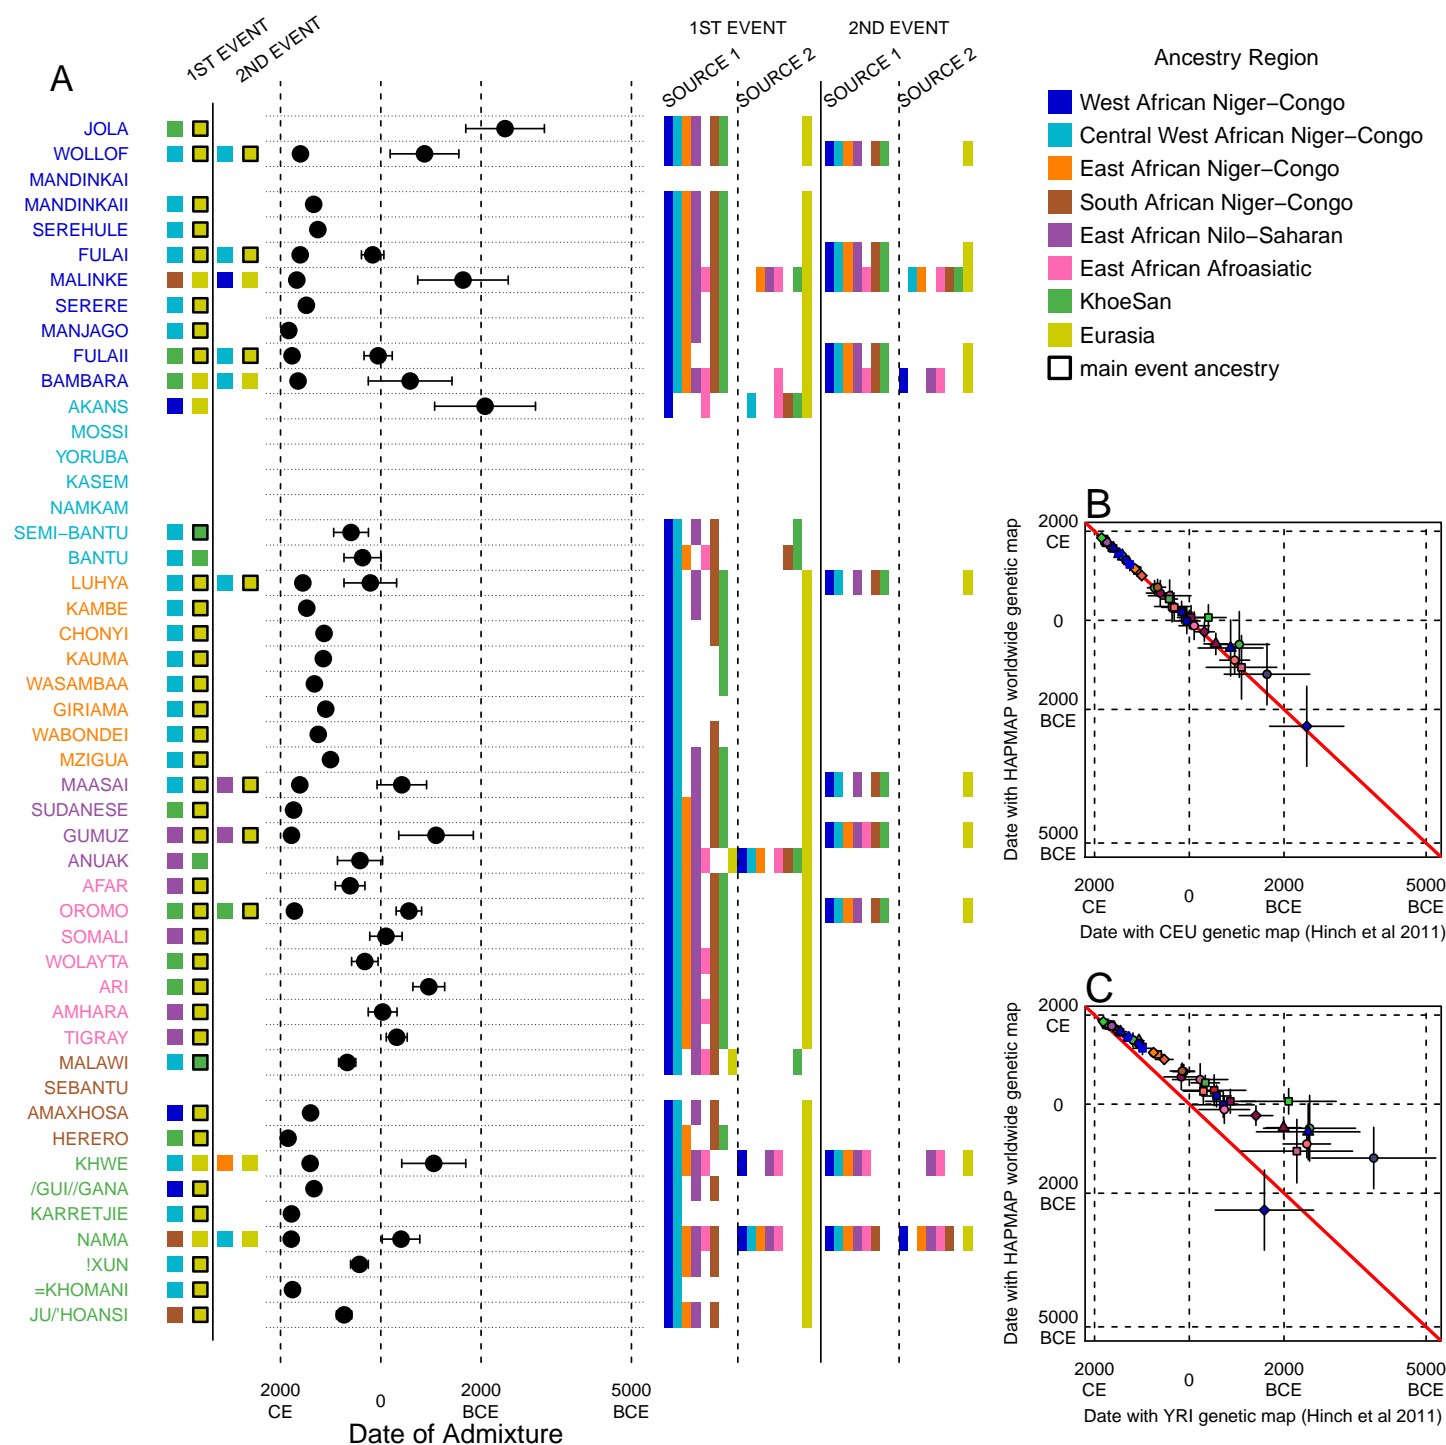 A
1ST EVENT
2ND EVENT
JOLA
WOLLOF
MANDINKAI
MANDINKAII
SEREHULE
FULAI
MALINKE
SERERE
MANJAGO
FULAII
BAMBARA
AKANS
MOSSI
YORUBA
KASEM
NAMKAM
SEMI−BANTU
BANTU
LUHYA
KAMBE
CHONYI
KAUMA
WASAMBAA
GIRIAMA
WABONDEI
MZIGUA
MAASAI
SUDANESE
GUMUZ
ANUAK
AFAR
OROMO
SOMALI
WOLAYTA
ARI
AMHARA
TIGRAY
MALAWI
SEBANTU
AMAXHOSA
HERERO
KHWE
/GUI//GANA
KARRETJIE
NAMA
!XUN
=KHOMANI
JU/'HOANSI
2000 CE
0
2000 BCE
5000 BCE
Date of Admixture
1ST EVENT
2ND EVENT
SOURCE 1
SOURCE 2
SOURCE 1
SOURCE 2
Ancestry Region
West African Niger−Congo
Central West African Niger−Congo
East African Niger−Congo
South African Niger−Congo
East African Nilo−Saharan
East African Afroasiatic
KhoeSan
Eurasia
main event ancestry
B
Date with HAPMAP worldwide genetic map
2000 CE
0
2000 BCE
5000 BCE
2000 CE
0
2000 BCE
5000 BCE
Date with CEU genetic map (Hinch et al 2011)
C
Date with HAPMAP worldwide genetic map
2000 CE
0
2000 BCE
5000 BCE
2000 CE
0
2000 BCE
5000 BCE
Date with YRI genetic map (Hinch et al 2011)